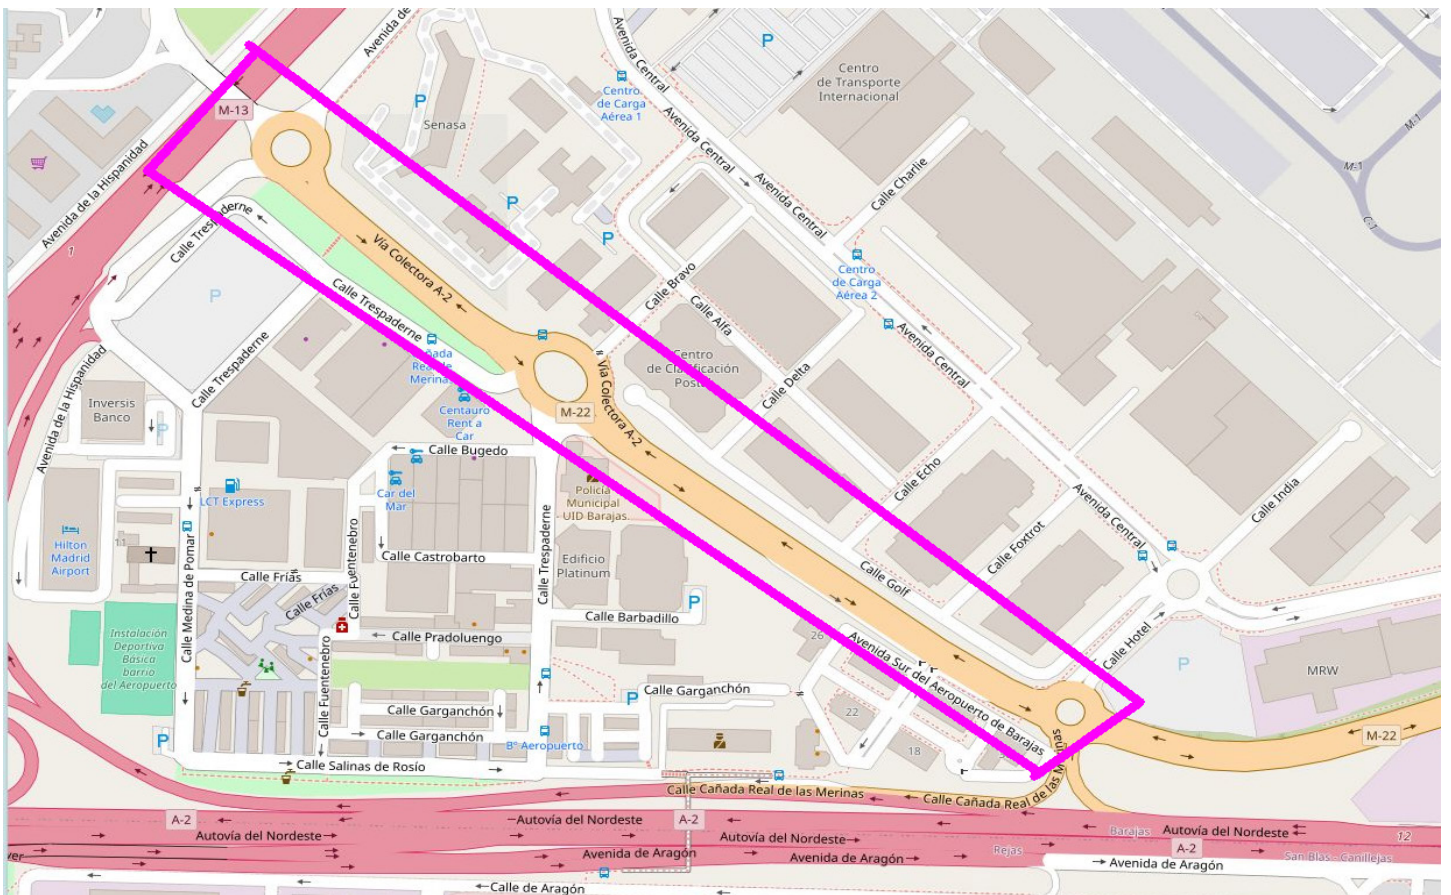 Avenida de
Avenida Central
Centro
de Carga
Aérea 1
P
Centro
de Transporte
Internacional
M-13
P
Senasa
Avenida Central
M-1
M-1
C-1
Avenida de la Hispanidad
Calle Trespaderne
P
P
Avenida Central
Calle Charlie
1
Vía Colectora A-2
Centro
de Carga
Aérea 2
P
Calle Trespaderne
Calle Bravo
Calle Alfa
Avenida Central
Centro
de Clasificación
Calle Delta
Avenida de la Hispanidad
Calle Trespaderne
Vía Colectora A-2
Inversis
Banco
P
Centauro
Rent a
Car
M-22
Calle Bugedo
Car del
Mar
LCT Express
Policía
Municipal
UID Barajas
Calle Echo
Avenida Central
Calle India
Hilton
Madrid
Airport
11
Calle Medina de Pomar
Calle Fuentenebro
Calle Castrobarto
Calle Trespaderne
Edificio
Platinum
Calle Foxtrot
Calle Golf
Calle Frías
Calle Frías
Calle Barbadillo
P
Instalación
Deportiva
Básica
barrio
del Aeropuerto
Calle Pradoluengo
26
Avenida Sur del Aeropuerto de Barajas
Calle Hotel
P
MRW
Calle Fuentenebro
Calle Garganchón
P
Calle Garganchón
22
Calle Garganchón
18
P
Bº Aeropuerto
M-22
Calle Salinas de Rosío
Calle Cañada Real de las Merinas
Calle Cañada Real de las Me
A-2
Autovía del Nordeste
Autovía del Nordeste
A-2
Autovía del Nordeste
Barajas
Autovía del Nordeste
12
Avenida de Aragón
Avenida de Aragón
Rejas
A-2
Avenida de Aragón
San Blas - Canillejas
Calle de Aragón